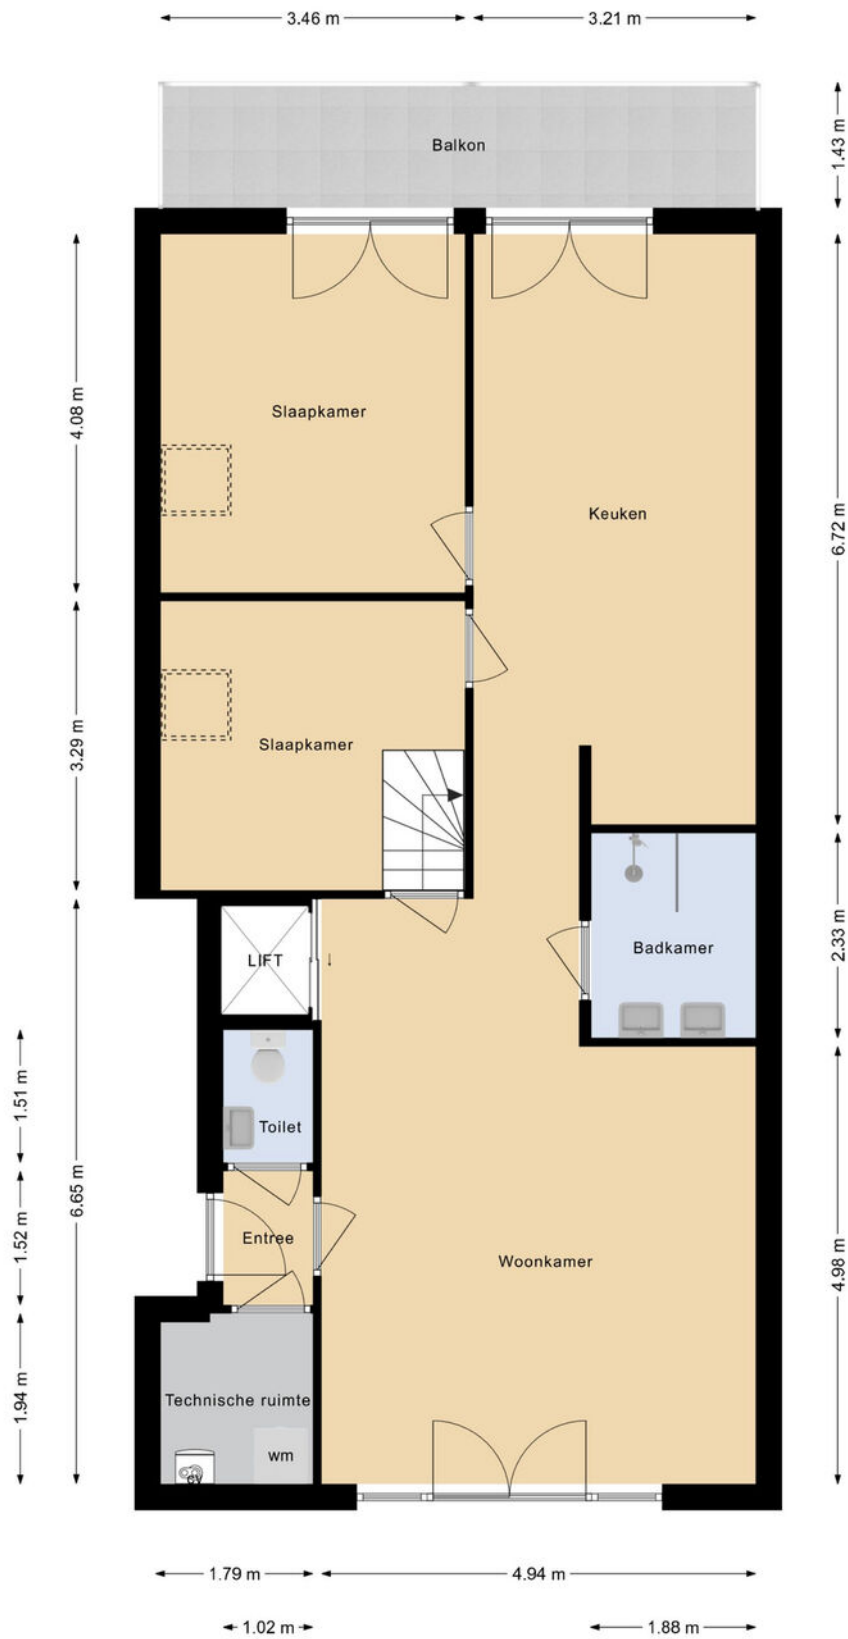 3.46 m
3.21 m
Balkon
1.43 m
4.08 m
Slaapkamer
Keuken
6.72 m
3.29 m
Slaapkamer
LIFT
Badkamer
2.33 m
1.51 m
Toilet
6.65 m
1.52 m
Entree
Woonkamer
4.98 m
1.94 m
Technische ruimte
wm
cv
1.79 m
4.94 m
1.02 m
1.88 m